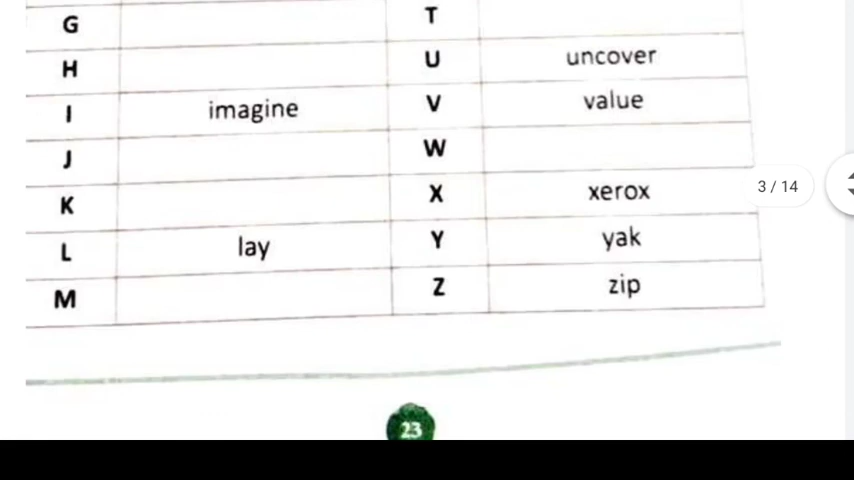 G T
H U uncover
I imagine V value
J W
K X xerox
L lay Y yak
M Z zip
3 / 14
23